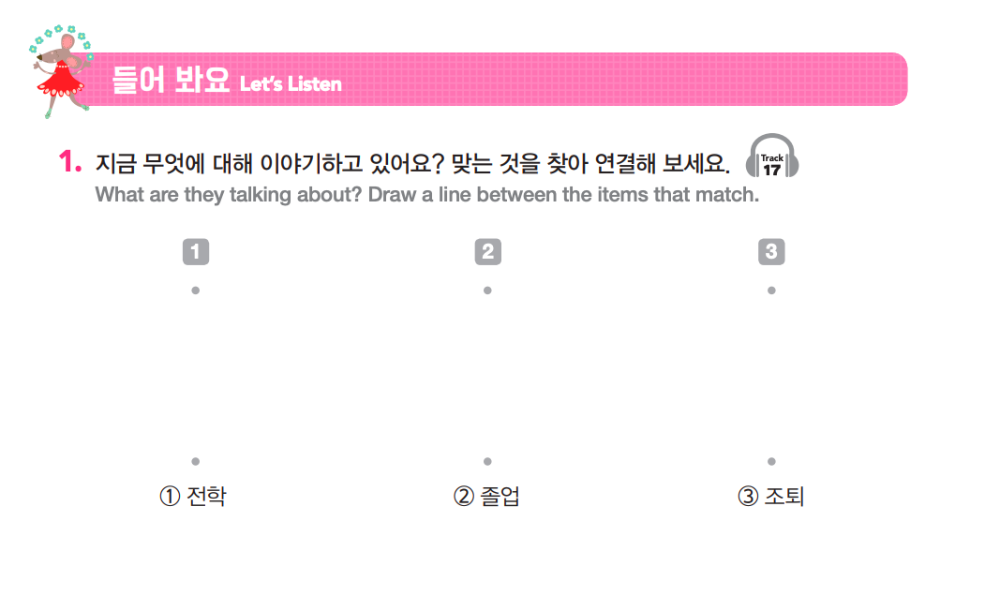 들어 봐요 Let's Listen
1. 지금 무엇에 대해 이야기하고 있어요? 맞는 것을 찾아 연결해 보세요.
Track
17
What are they talking about? Draw a line between the items that match.
1 2 3
① 전학 ② 졸업 ③ 조퇴